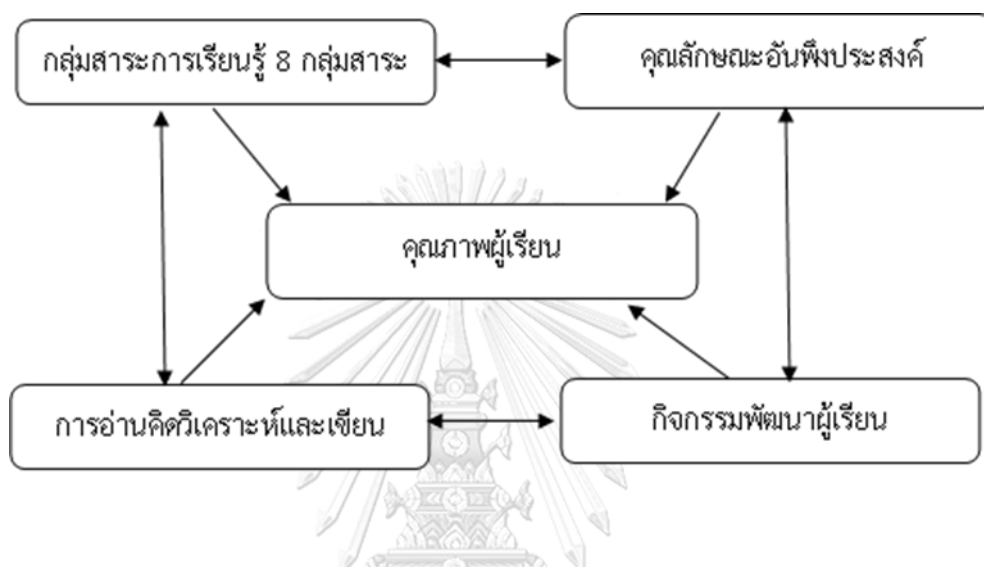 กลุ่มสาระการเรียนรู้ 8 กลุ่มสาระ
คุณลักษณะอันพึงประสงค์
คุณภาพผู้เรียน
การอ่านคิดวิเคราะห์และเขียน
กิจกรรมพัฒนาผู้เรียน